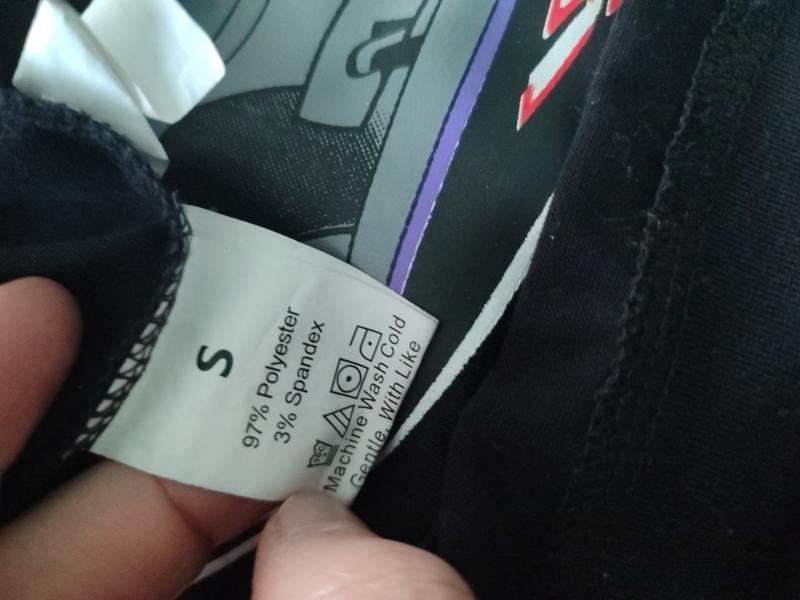 S
97% Polyester
3% Spandex
Machine Wash Cold
Gentle, With Like